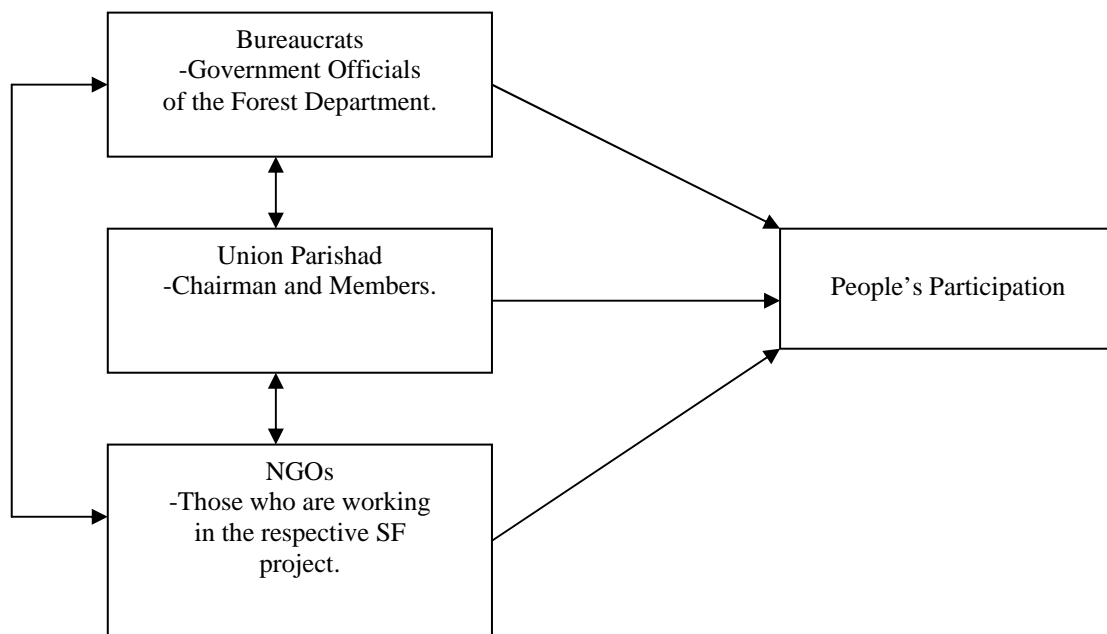 Bureaucrats
-Government Officials
of the Forest Department.
Union Parishad
-Chairman and Members.
People’s Participation
NGOs
-Those who are working
in the respective SF
project.